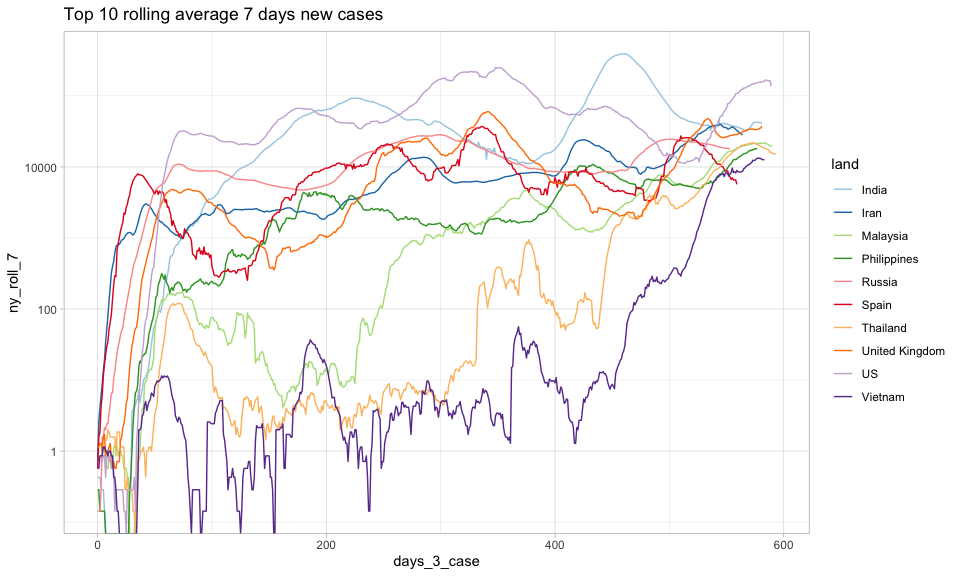 Top 10 rolling average 7 days new cases
ny_roll_7
10000
100
1
0
200
400
600
days_3_case
land
India
Iran
Malaysia
Philippines
Russia
Spain
Thailand
United Kingdom
US
Vietnam